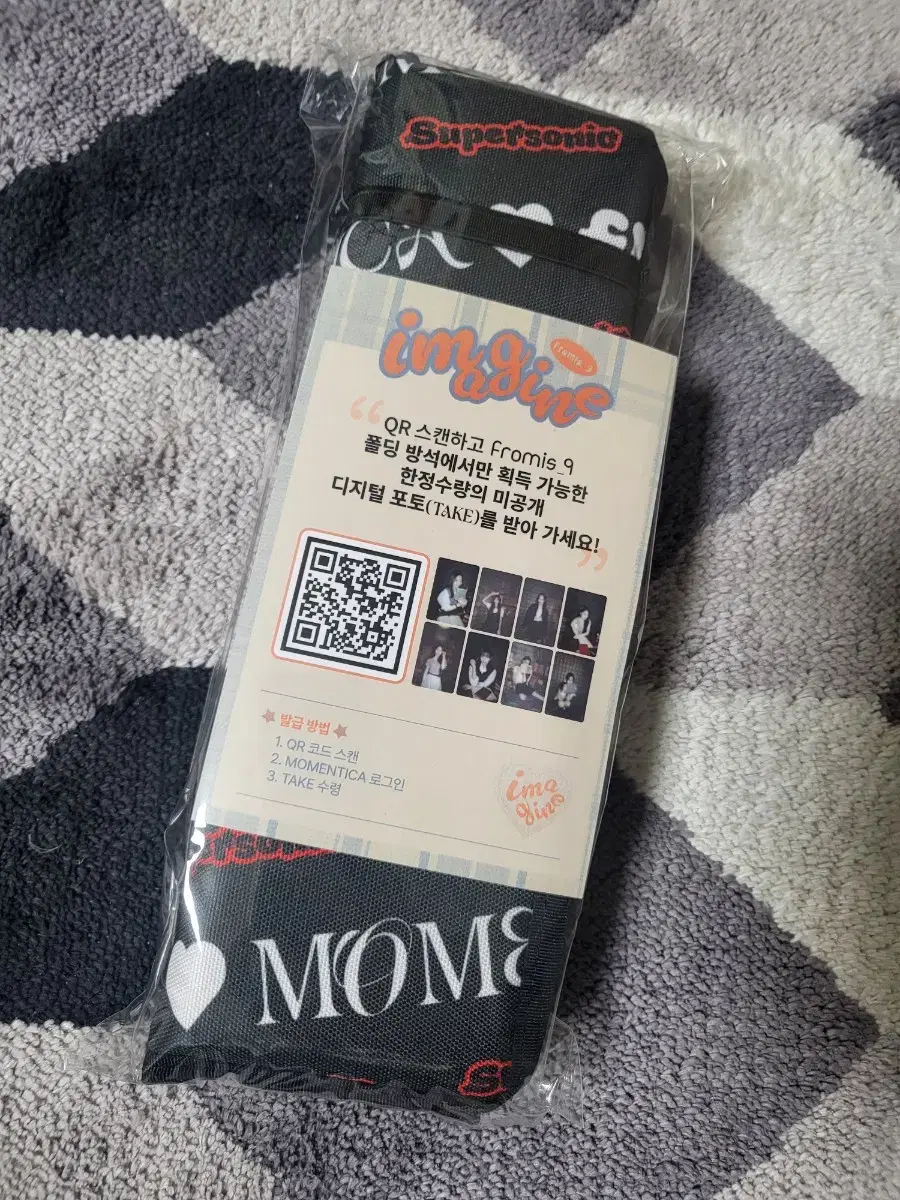 Supersonic
CA fr
imagine
fromis_9
“QR 스캔하고 fromis_9
폴딩 방석에서만 획득 가능한
한정수량의 미공개
디지털 포토(TAKE)를 받아 가세요!”
발급 방법
1. QR 코드 스캔
2. MOMENTICA 로그인
3. TAKE 수령
imagine
MOME
S